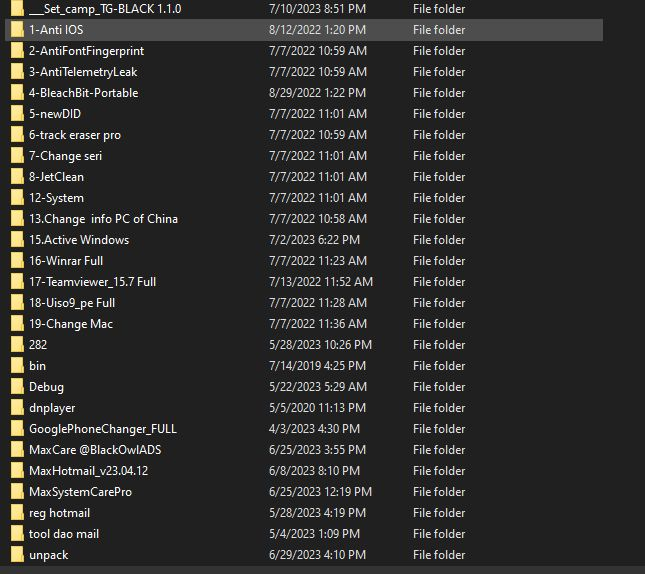 ___Set_camp_TG-BLACK 1.1.0 7/10/2023 8:51 PM File folder
1-Anti IOS 8/12/2022 1:20 PM File folder
2-AntiFontFingerprint 7/7/2022 10:59 AM File folder
3-AntiTelemetryLeak 7/7/2022 10:59 AM File folder
4-BleachBit-Portable 8/29/2022 1:22 PM File folder
5-newDID 7/7/2022 11:01 AM File folder
6-track eraser pro 7/7/2022 10:59 AM File folder
7-Change seri 7/7/2022 11:01 AM File folder
8-JetClean 7/7/2022 11:01 AM File folder
12-System 7/7/2022 11:01 AM File folder
13.Change  info PC of China 7/7/2022 10:58 AM File folder
15.Active Windows 7/2/2023 6:22 PM File folder
16-Winrar Full 7/7/2022 11:23 AM File folder
17-Teamviewer_15.7 Full 7/13/2022 11:52 AM File folder
18-Uiso9_pe Full 7/7/2022 11:28 AM File folder
19-Change Mac 7/7/2022 11:36 AM File folder
282 5/28/2023 10:26 PM File folder
bin 7/14/2019 4:25 PM File folder
Debug 5/22/2023 5:29 AM File folder
dnplayer 5/5/2020 11:13 PM File folder
GooglePhoneChanger_FULL 4/3/2023 4:30 PM File folder
MaxCare @BlackOwlADS 6/25/2023 3:55 PM File folder
MaxHotmail_v23.04.12 6/8/2023 8:10 PM File folder
MaxSystemCarePro 6/25/2023 12:19 PM File folder
reg hotmail 5/28/2023 4:19 PM File folder
tool dao mail 5/4/2023 1:09 PM File folder
unpack 6/29/2023 4:10 PM File folder